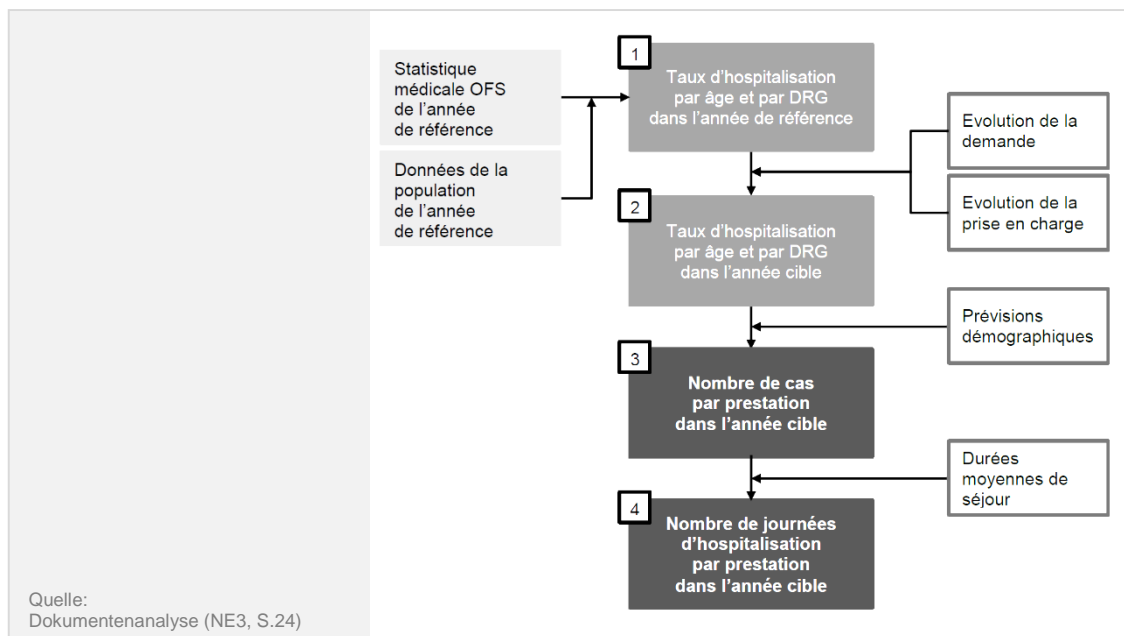 Statistique
médicale OFS
de l'année
de référence
Données de la
population
de l'année
de référence
1
Taux d'hospitalisation
par âge et par DRG
dans l'année de référence
Evolution de la
demande
Evolution de la
prise en charge
2
Taux d'hospitalisation
par âge et par DRG
dans l'année cible
Prévisions
démographiques
3
Nombre de cas
par prestation
dans l'année cible
Durées
moyennes de
séjour
4
Nombre de journées
d'hospitalisation
par prestation
dans l'année cible
Quelle:
Dokumentenanalyse (NE3, S.24)